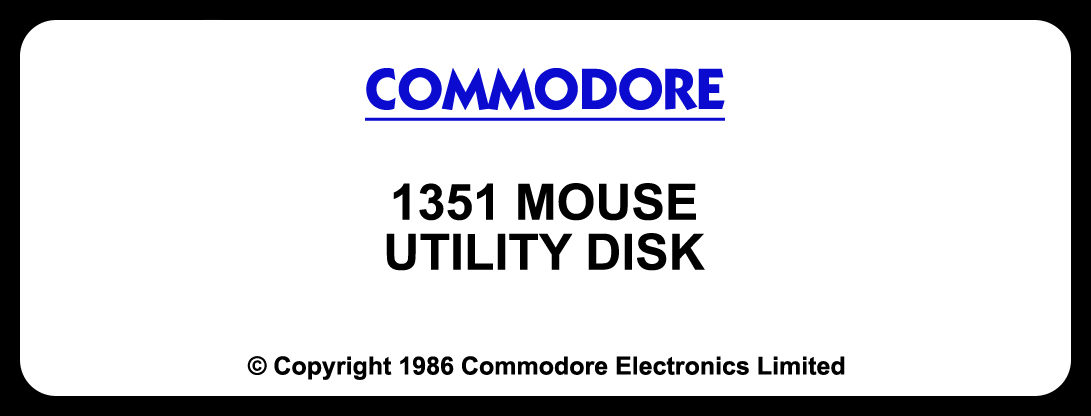 COMMODORE
1351 MOUSE
UTILITY DISK
© Copyright 1986 Commodore Electronics Limited